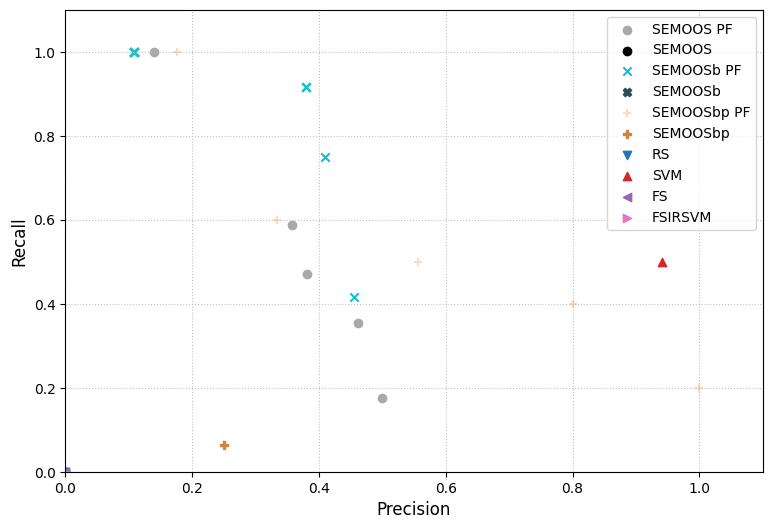 1.0
0.8
0.6
0.4
0.2
0.0
Recall
0.0 0.2 0.4 0.6 0.8 1.0
Precision
SEMOOS PF
SEMOOS
SEMOOSb PF
SEMOOSb
SEMOOSbp PF
SEMOOSbp
RS
SVM
FS
FSIRSVM